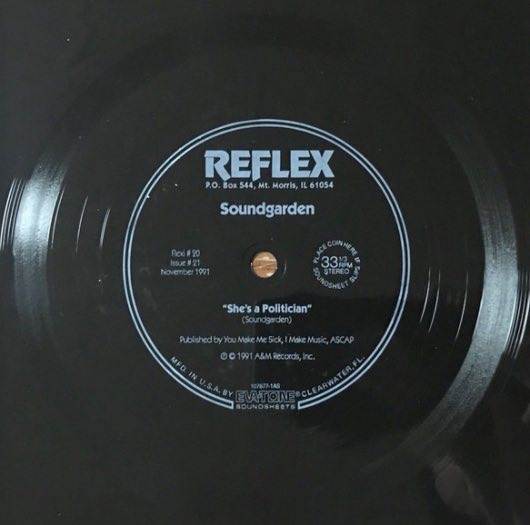 REFLEX
P.O. Box 544, Mt. Morris, IL 61054
Soundgarden
Flexi # 20
Issue # 21
November 1991
PLACE COIN HERE IF
SOUNDSHEET SLIPS
33 1/3
RPM
STEREO
"She's a Politician"
(Soundgarden)
Published by You Make Me Sick, I Make Music, ASCAP
℗ © 1991 A&M Records, Inc.
107677-1AS
MFD. IN U.S.A. BY EVA-TONE® CLEARWATER, FL.
SOUNDSHEETS